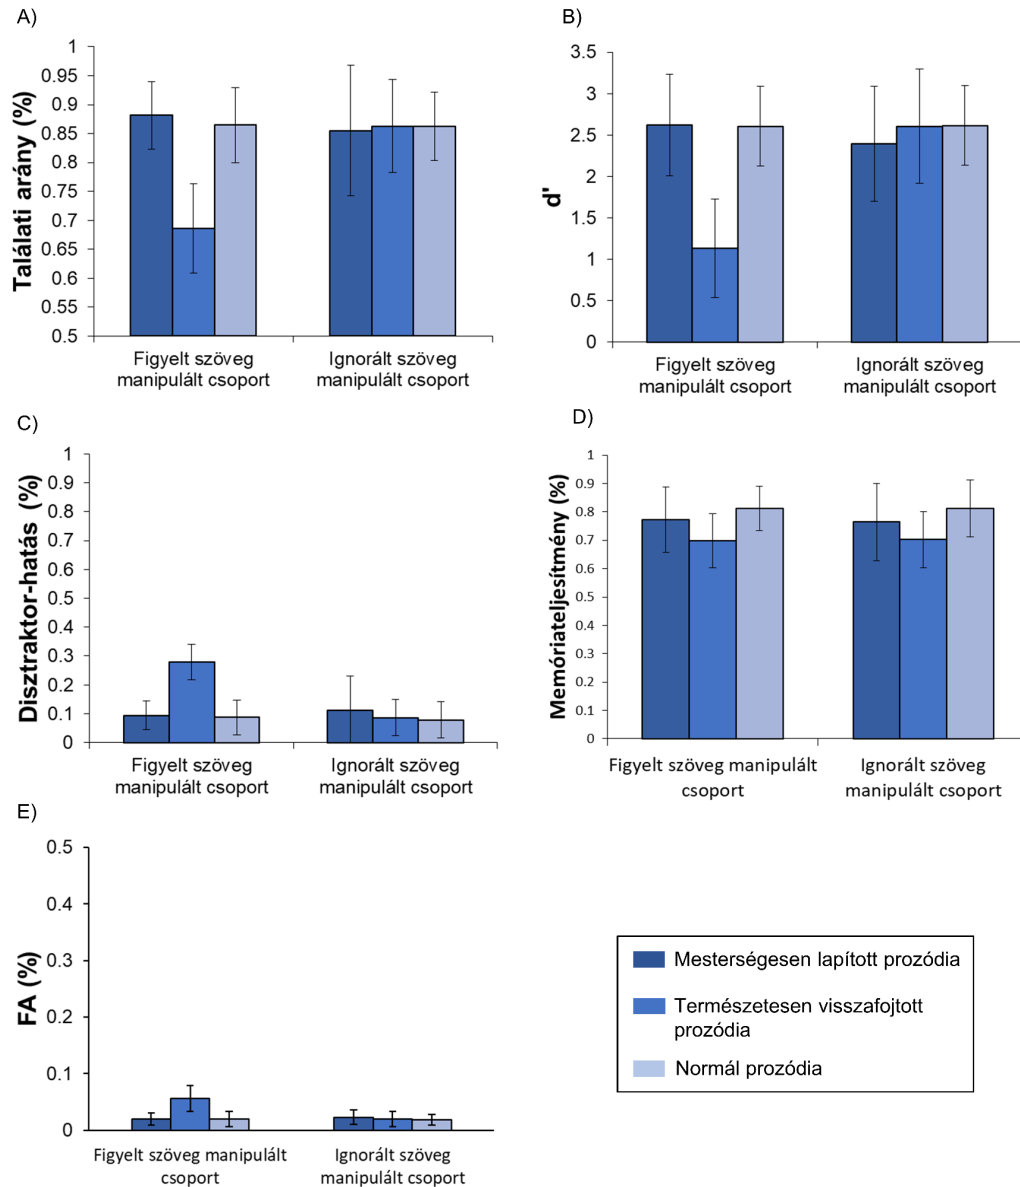 A)
Találati arány (%)
1
0.95
0.9
0.85
0.8
0.75
0.7
0.65
0.6
0.55
0.5
Figyelt szöveg
manipulált csoport
Ignorált szöveg
manipulált csoport
B)
d'
3.5
3
2.5
2
1.5
1
0.5
0
Figyelt szöveg
manipulált csoport
Ignorált szöveg
manipulált csoport
C)
Disztraktor-hatás (%)
1
0.9
0.8
0.7
0.6
0.5
0.4
0.3
0.2
0.1
0
Figyelt szöveg
manipulált csoport
Ignorált szöveg
manipulált csoport
D)
Memóriateljesítmény (%)
1
0.9
0.8
0.7
0.6
0.5
0.4
0.3
0.2
0.1
0
Figyelt szöveg manipulált
csoport
Ignorált szöveg
manipulált csoport
E)
FA (%)
0.5
0.4
0.3
0.2
0.1
0
Figyelt szöveg manipulált
csoport
Ignorált szöveg
manipulált csoport
Mesterségesen lapított prozódia
Természetesen visszafojtott
prozódia
Normál prozódia